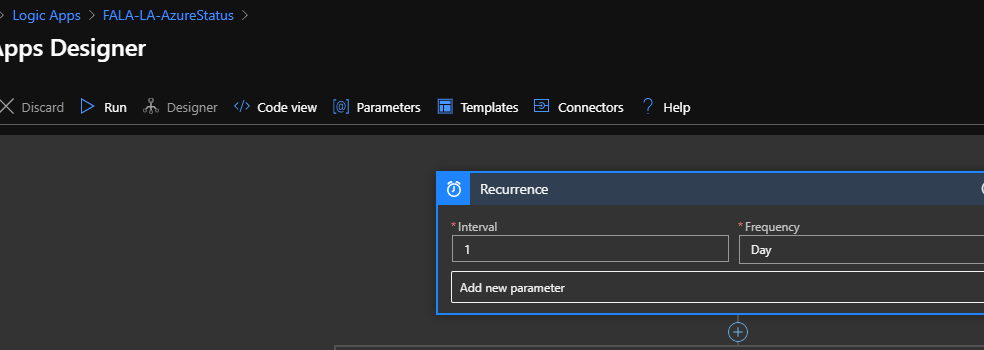 Logic Apps > FALA-LA-AzureStatus >
Apps Designer
Discard Run Designer Code view Parameters Templates Connectors Help
Recurrence
* Interval * Frequency
1 Day
Add new parameter